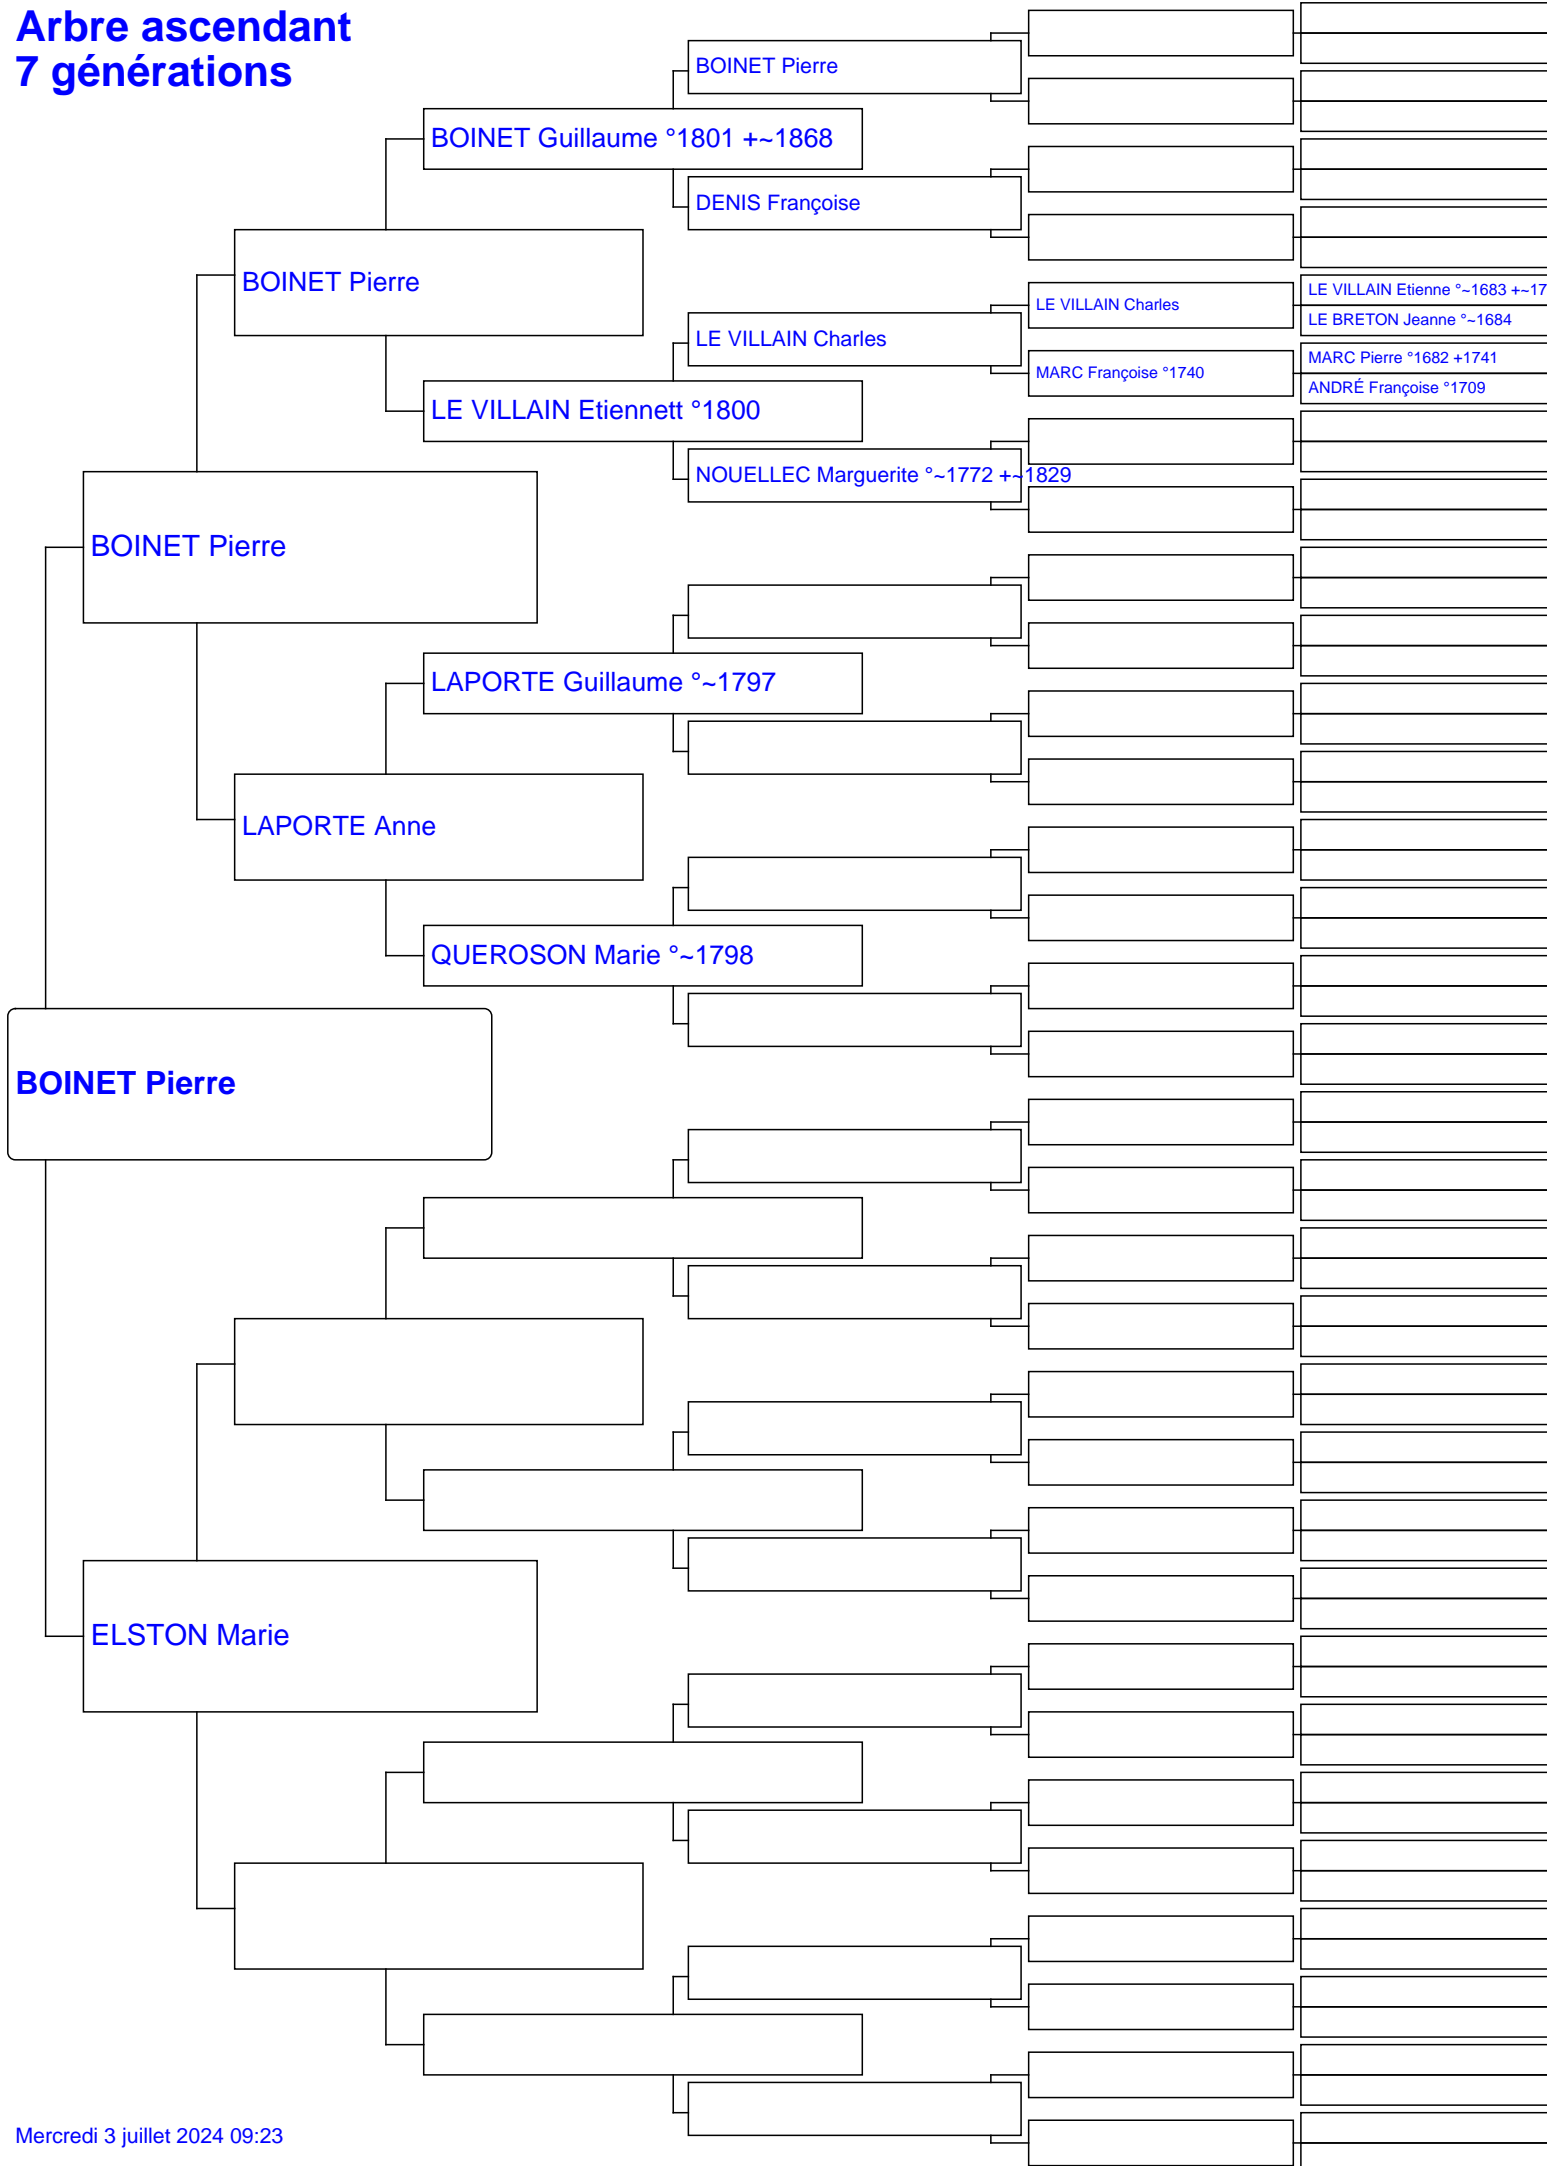 Arbre ascendant
7 générations
BOINET Pierre
BOINET Guillaume °1801 +~1868
DENIS Françoise
BOINET Pierre
LE VILLAIN Etienne °~1683 +~17
LE VILLAIN Charles
LE BRETON Jeanne °~1684
LE VILLAIN Charles
MARC Pierre °1682 +1741
MARC Françoise °1740
ANDRÉ Françoise °1709
LE VILLAIN Etiennett °1800
NOUELLEC Marguerite °~1772 +~1829
BOINET Pierre
LAPORTE Guillaume °~1797
LAPORTE Anne
QUEROSON Marie °~1798
BOINET Pierre
ELSTON Marie
Mercredi 3 juillet 2024 09:23